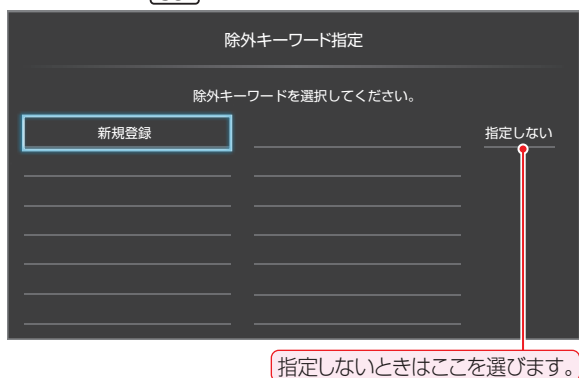 除外キーワード指定
除外キーワードを選択してください。
新規登録
指定しない
指定しないときはここを選びます。